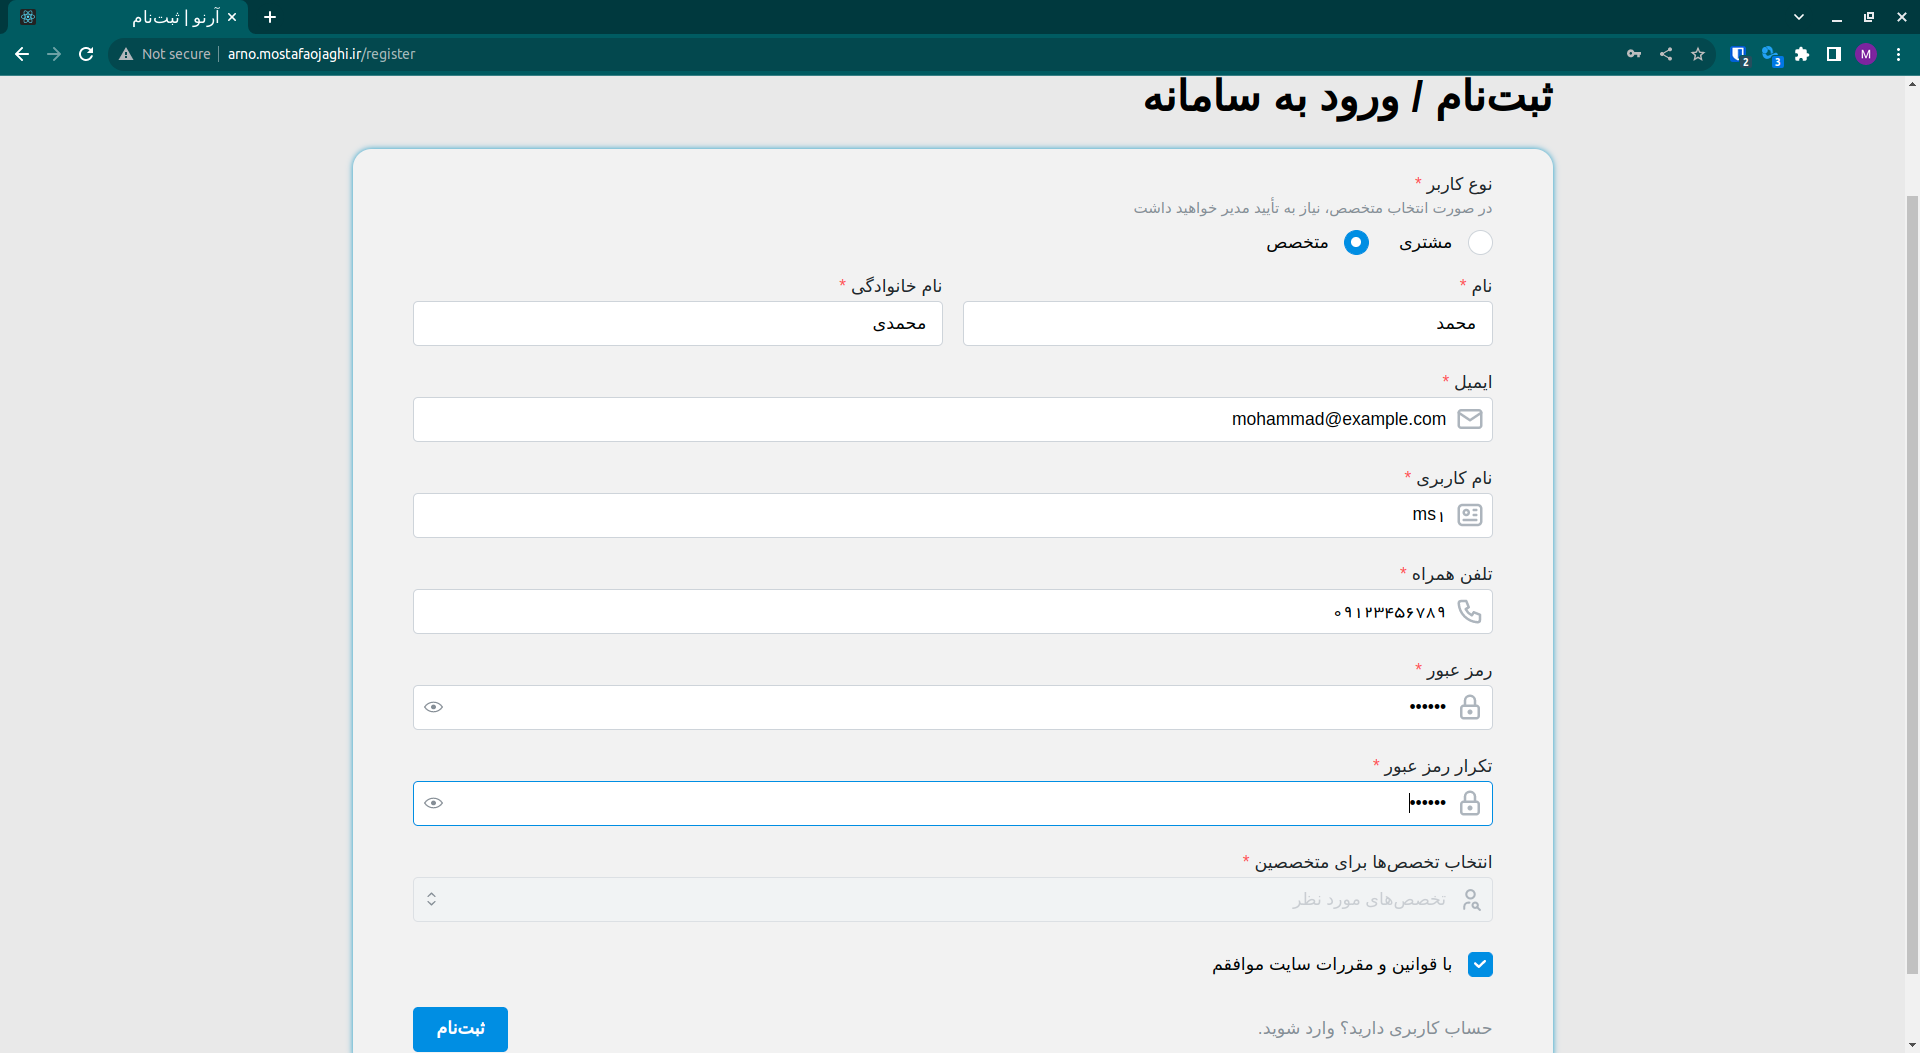 آرنو | ثبت‌نام
Not secure
arno.mostafaojaghi.ir/register
2
3
M
ثبت‌نام / ورود به سامانه
نوع کاربر *
در صورت انتخاب متخصص، نیاز به تأیید مدیر خواهید داشت
مشتری
متخصص
نام *
نام خانوادگی *
محمد
محمدی
ایمیل *
mohammad@example.com
نام کاربری *
ms۱
تلفن همراه *
۰۹۱۲۳۴۵۶۷۸۹
رمز عبور *
••••••
تکرار رمز عبور *
••••••
انتخاب تخصص‌ها برای متخصصین *
تخصص‌های مورد نظر
با قوانین و مقررات سایت موافقم
حساب کاربری دارید؟ وارد شوید.
ثبت‌نام